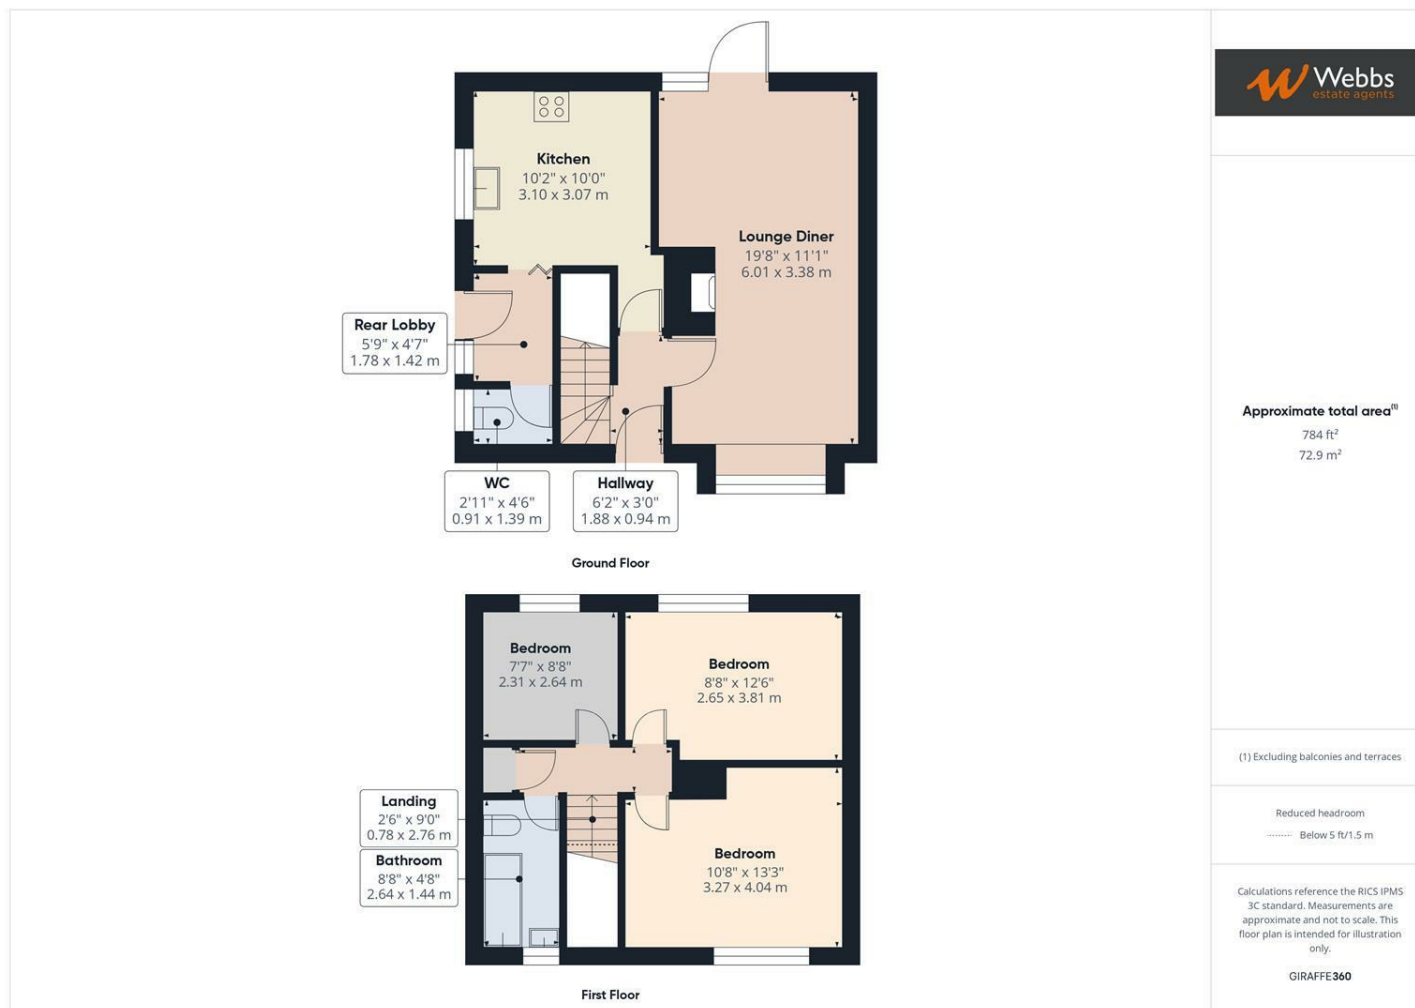 Kitchen
10'2" x 10'0"
3.10 x 3.07 m
Lounge Diner
19'8" x 11'1"
6.01 x 3.38 m
Rear Lobby
5'9" x 4'7"
1.78 x 1.42 m
WC
2'11" x 4'6"
0.91 x 1.39 m
Hallway
6'2" x 3'0"
1.88 x 0.94 m
Ground Floor
Bedroom
7'7" x 8'8"
2.31 x 2.64 m
Bedroom
8'8" x 12'6"
2.65 x 3.81 m
Landing
2'6" x 9'0"
0.78 x 2.76 m
Bathroom
8'8" x 4'8"
2.64 x 1.44 m
Bedroom
10'8" x 13'3"
3.27 x 4.04 m
First Floor
Webbs
estate agents
Approximate total area⁽¹⁾
784 ft²
72.9 m²
(1) Excluding balconies and terraces
Reduced headroom
Below 5 ft/1.5 m
Calculations reference the RICS IPMS
3C standard. Measurements are
approximate and not to scale. This
floor plan is intended for illustration
only.
GIRAFFE360